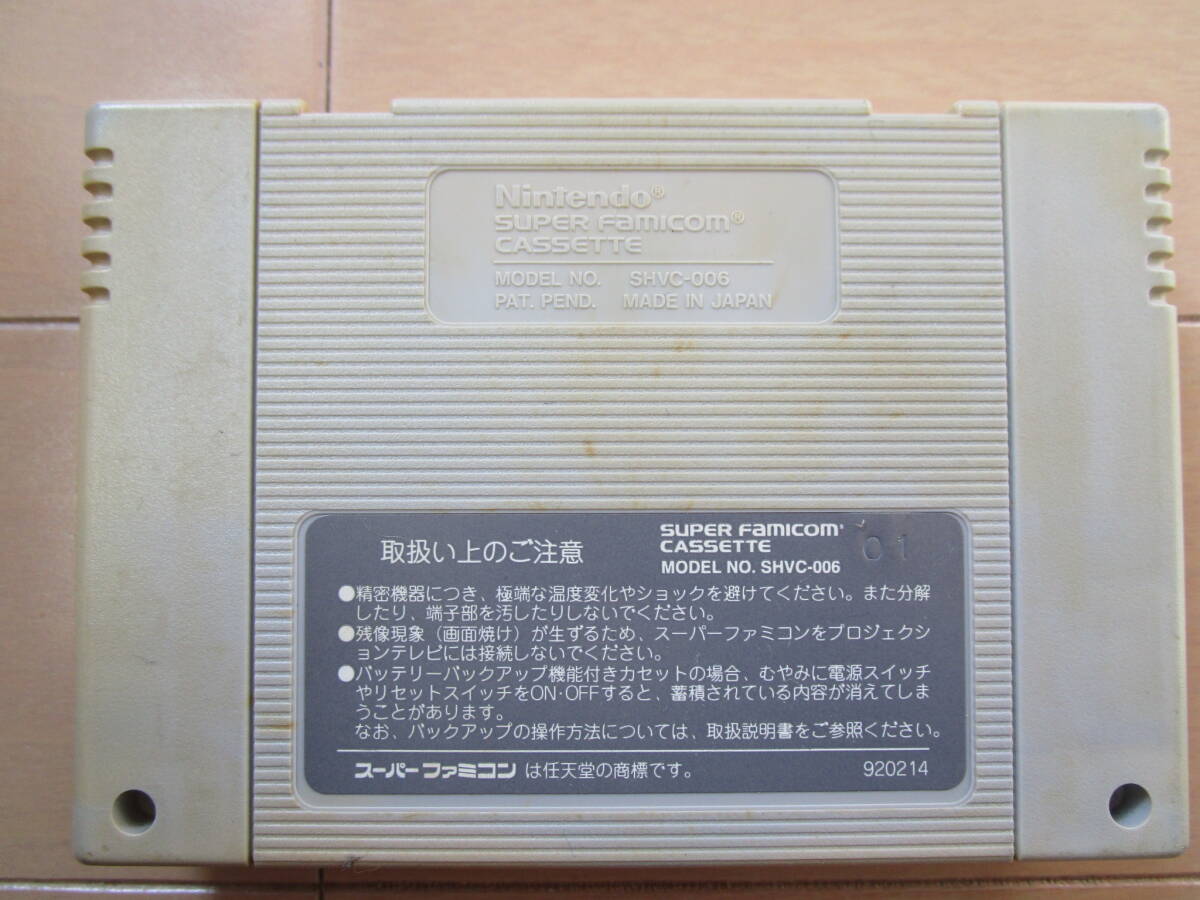 Nintendo®
SUPER FAMICOM®
CASSETTE
MODEL NO. SHVC-006
PAT. PEND. MADE IN JAPAN
取扱い上のご注意
SUPER FAMICOM®
CASSETTE
MODEL NO. SHVC-006
01
●精密機器につき、極端な温度変化やショックを避けてください。また分解
したり、端子部を汚したりしないでください。
●残像現象（画面焼け）が生ずるため、スーパーファミコンをプロジェクシ
ョンテレビには接続しないでください。
●バッテリーバックアップ機能付きカセットの場合、むやみに電源スイッチ
やリセットスイッチをON･OFFすると、蓄積されている内容が消えてしま
うことがあります。
なお、バックアップの操作方法については、取扱説明書をご参照ください。
スーパーファミコン は任天堂の商標です。
920214